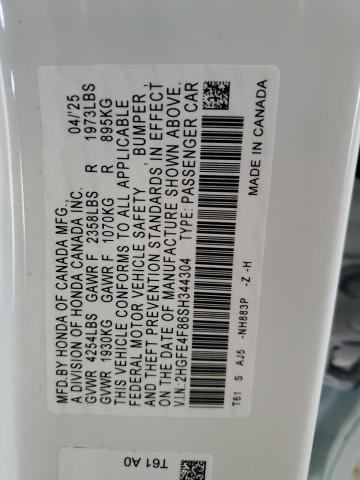 MFD.BY HONDA OF CANADA MFG., 04/'25
A DIVISION OF HONDA CANADA INC.
GVWR 4254LBS GAWR F 2358LBS R 1973LBS
GVWR 1930KG GAWR F 1070KG R 895KG
THIS VEHICLE CONFORMS TO ALL APPLICABLE
FEDERAL MOTOR VEHICLE SAFETY, BUMPER,
AND THEFT PREVENTION STANDARDS IN EFFECT
ON THE DATE OF MANUFACTURE SHOWN ABOVE.
V.I.N.:2HGFE4F86SH344304 TYPE: PASSENGER CAR
T61 S AJ5 -NH883P -Z -H MADE IN CANADA
T61 A0